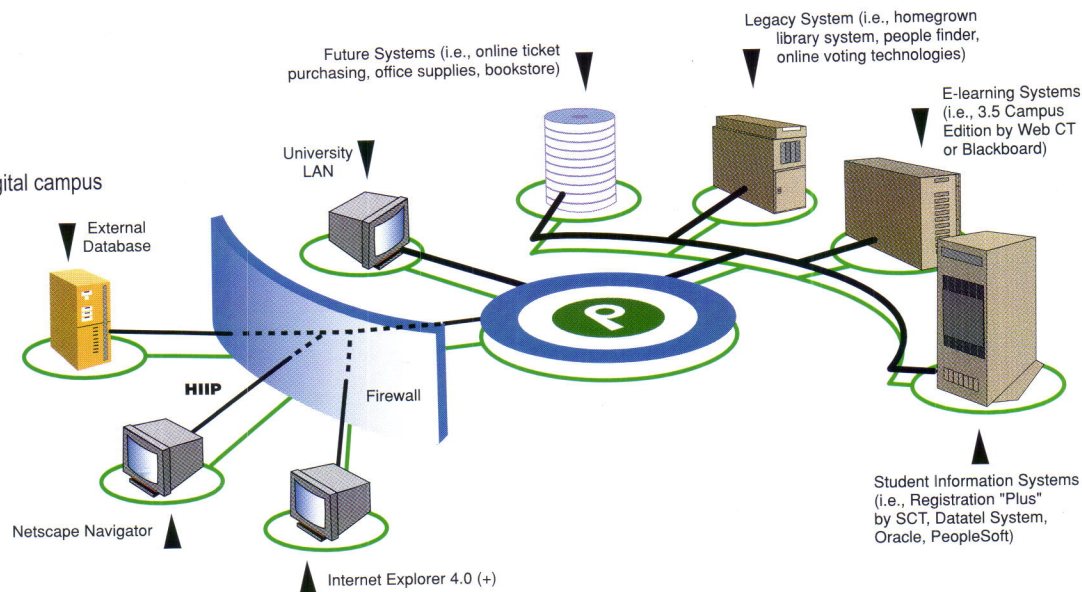 Legacy System (i.e., homegrown
library system, people finder,
online voting technologies)
Future Systems (i.e., online ticket
purchasing, office supplies, bookstore)
E-learning Systems
(i.e., 3.5 Campus
Edition by Web CT
or Blackboard)
University
LAN
gital campus
External
Database
HIIP
Firewall
Netscape Navigator
Internet Explorer 4.0 (+)
Student Information Systems
(i.e., Registration "Plus"
by SCT, Datatel System,
Oracle, PeopleSoft)